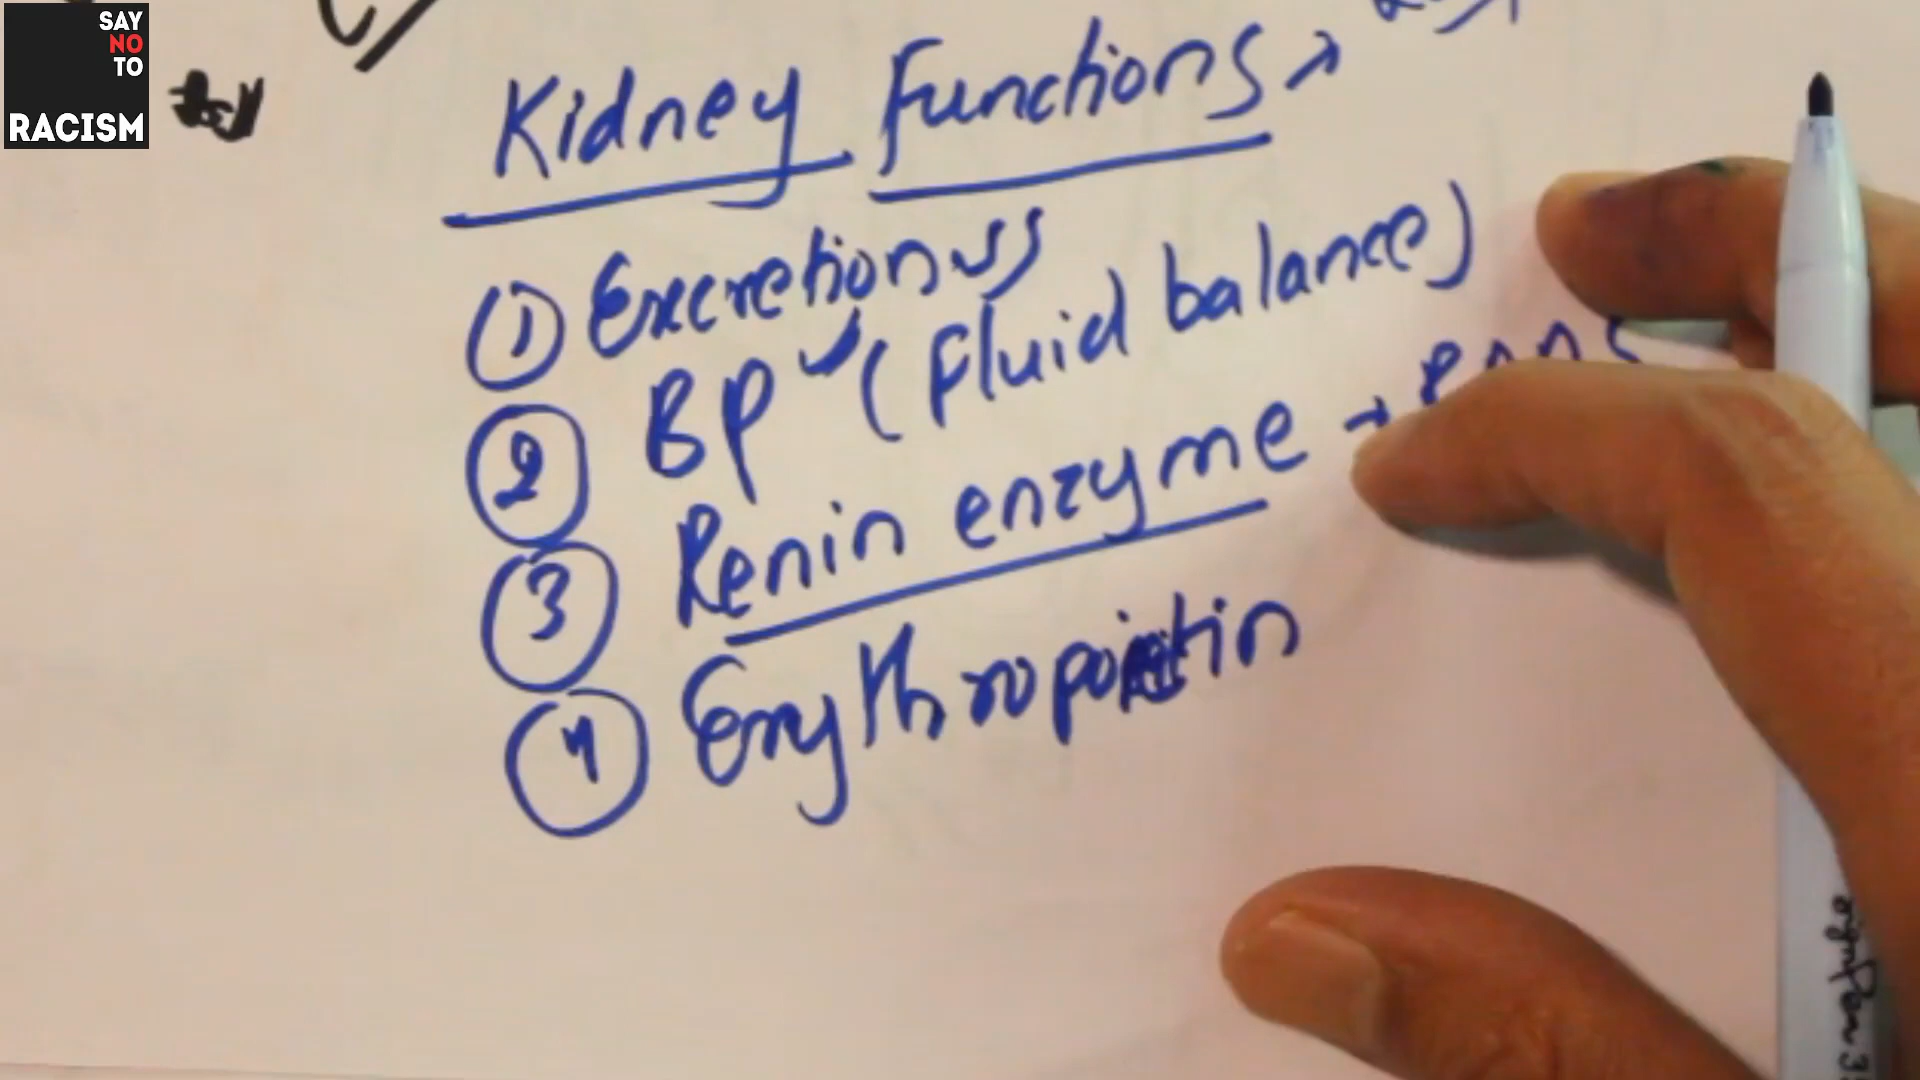 SAY
NO
TO
RACISM
Kidney Functions
① Excretion
② BP (Fluid balance)
③ Renin enzyme →
④ Erythropoietin